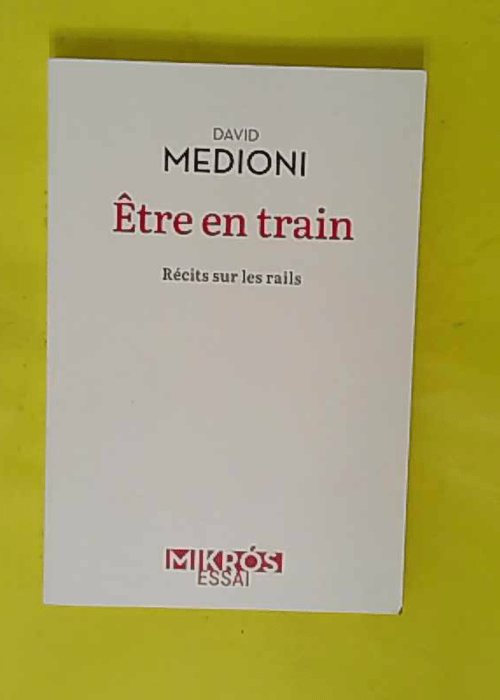 DAVID
MEDIONI
Être en train
Récits sur les rails
MIKRÓS
ESSAI